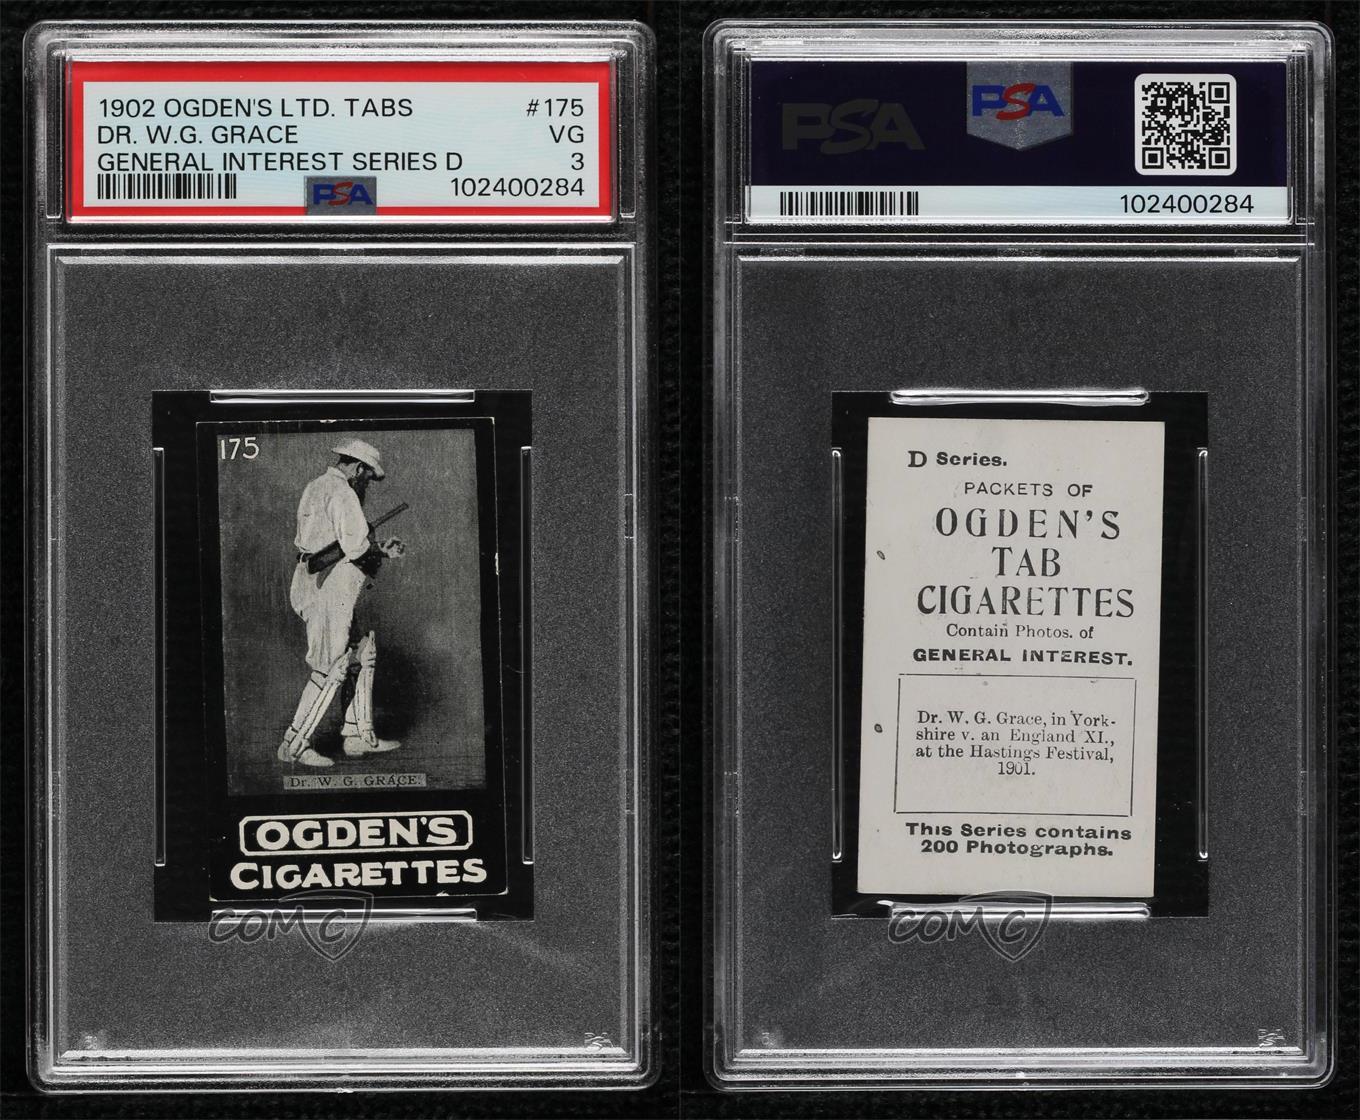 1902 OGDEN'S LTD. TABS #175
DR. W.G. GRACE VG
GENERAL INTEREST SERIES D 3
PSA 102400284
175
Dr. W. G. GRACE.
OGDEN'S
CIGARETTES
COMC
PSA PSA
102400284
D Series.
PACKETS OF
OGDEN'S
TAB
CIGARETTES
Contain Photos. of
GENERAL INTEREST.
Dr. W. G. Grace, in York-
shire v. an England XI.,
at the Hastings Festival,
1901.
This Series contains
200 Photographs.
COMC